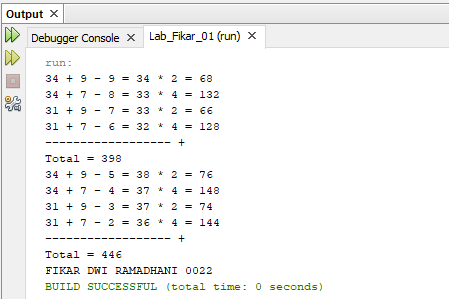 Output
Debugger Console Lab_Fikar_01 (run)
run:
34 + 9 - 9 = 34 * 2 = 68
34 + 7 - 8 = 33 * 4 = 132
31 + 9 - 7 = 33 * 2 = 66
31 + 7 - 6 = 32 * 4 = 128
------------------ +
Total = 398
34 + 9 - 5 = 38 * 2 = 76
34 + 7 - 4 = 37 * 4 = 148
31 + 9 - 3 = 37 * 2 = 74
31 + 7 - 2 = 36 * 4 = 144
------------------ +
Total = 446
FIKAR DWI RAMADHANI 0022
BUILD SUCCESSFUL (total time: 0 seconds)